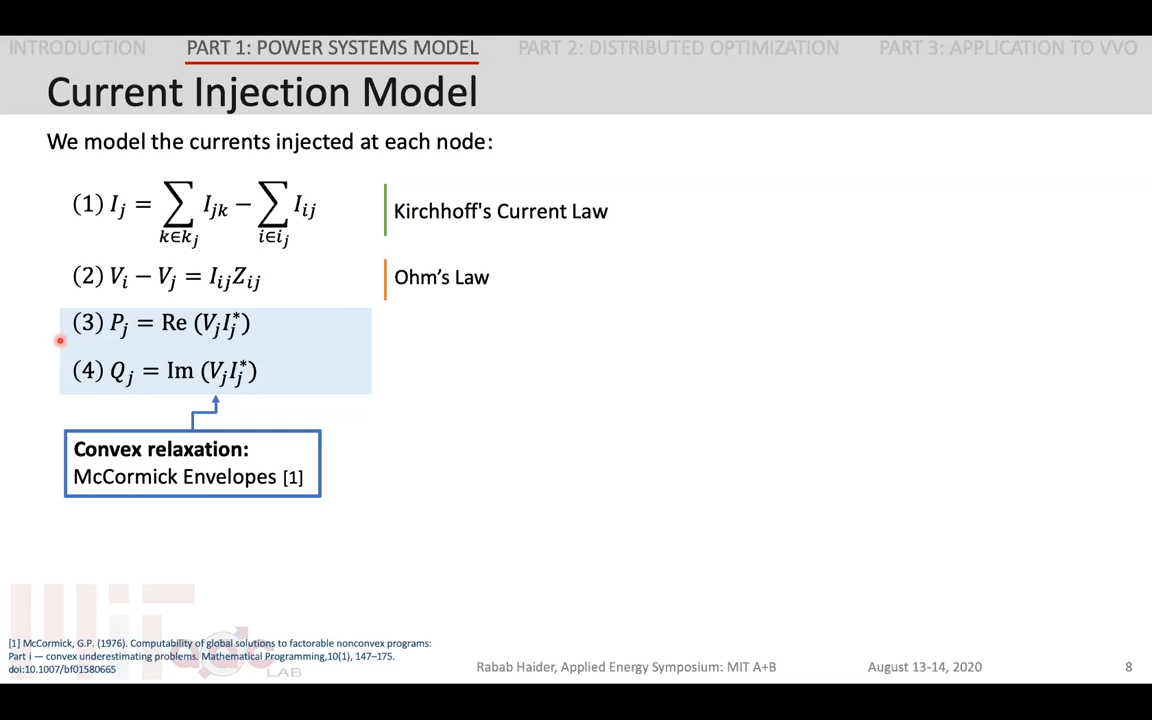 INTRODUCTION PART 1: POWER SYSTEMS MODEL PART 2: DISTRIBUTED OPTIMIZATION PART 3: APPLICATION TO VVO
Current Injection Model
We model the currents injected at each node:
(1) I_j = ∑_{k∈k_j} I_{jk} − ∑_{i∈i_j} I_{ij} Kirchhoff's Current Law
(2) V_i − V_j = I_{ij}Z_{ij} Ohm’s Law
(3) P_j = Re (V_j I_j^*)
(4) Q_j = Im (V_j I_j^*)
Convex relaxation:
McCormick Envelopes [1]
[1] McCormick, G.P. (1976). Computability of global solutions to factorable nonconvex programs:
Part i — convex underestimating problems. Mathematical Programming,10(1), 147–175.
doi:10.1007/bf01580665
MIT
adc
LAB
Rabab Haider, Applied Energy Symposium: MIT A+B August 13-14, 2020 8